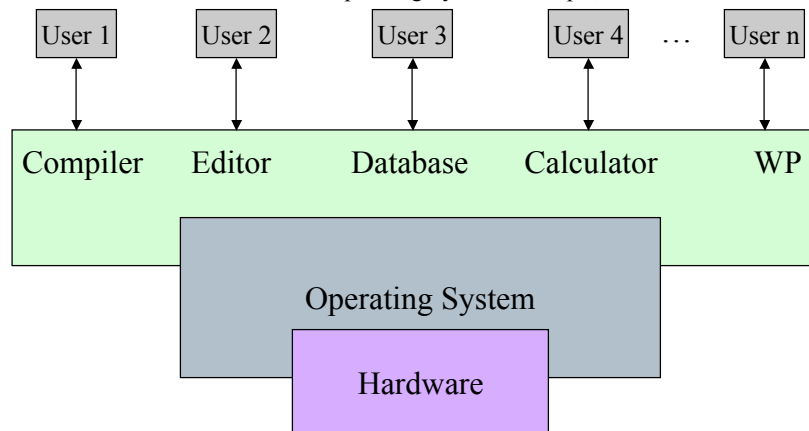 User 1 User 2 User 3 User 4 … User n
Compiler Editor Database Calculator WP
Operating System
Hardware